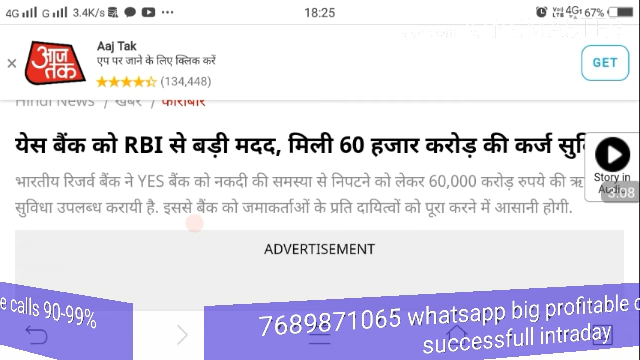 4G G 3.4K/s 18:25 4G 67%
Aaj Tak
एप पर जाने के लिए क्लिक करें
(134,448)
GET
आज तक
Hindi News / खबरें / कारोबार
येस बैंक को RBI से बड़ी मदद, मिली 60 हजार करोड़ की कर्ज
Story in
3:08
भारतीय रिजर्व बैंक ने YES बैंक को नकदी की समस्या से निपटने को लेकर 60,000 करोड़ रुपये की
सुविधा उपलब्ध करायी है. इससे बैंक को जमाकर्ताओं के प्रति दायित्वों को पूरा करने में आसानी होगी.
ADVERTISEMENT
e calls 90-99%
7689871065 whatsapp big profitable
successfull intraday